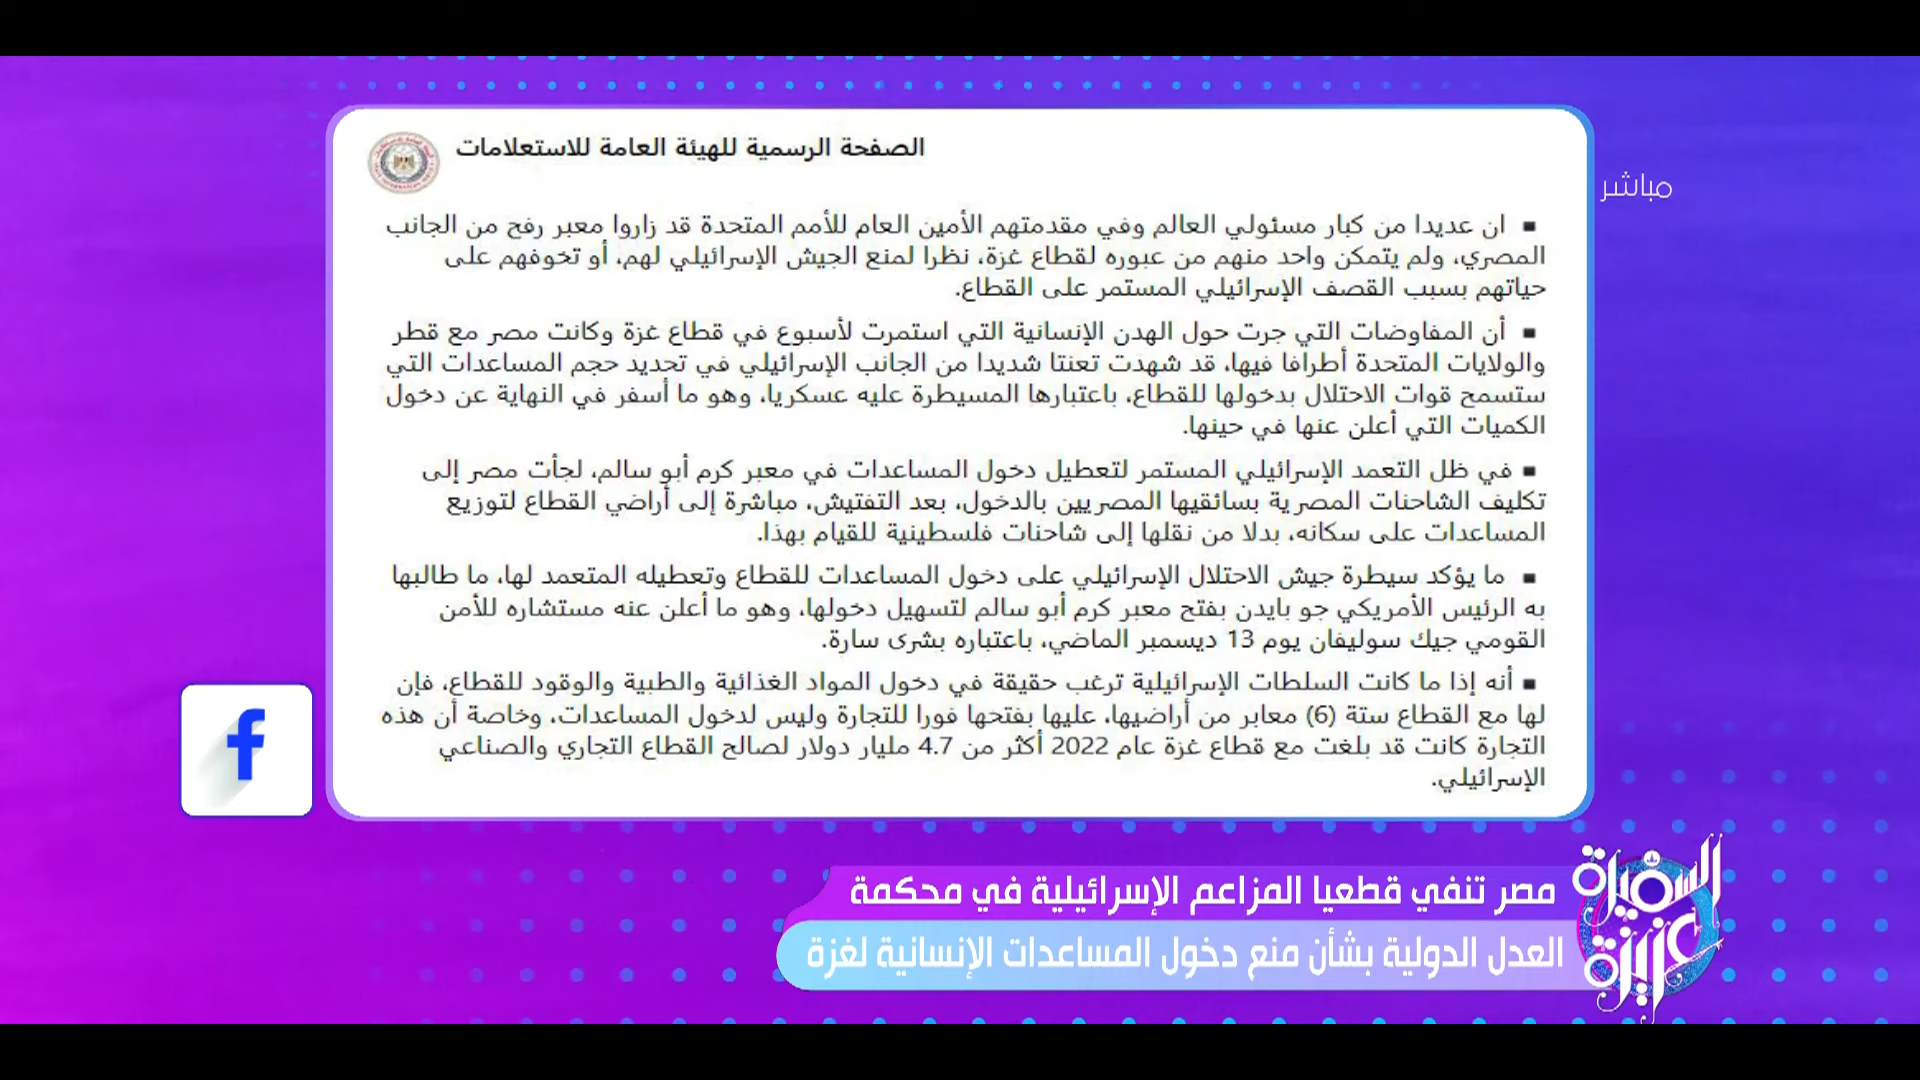 الصفحة الرسمية للهيئة العامة للاستعلامات
مباشر
▪ ان عديدا من كبار مسئولي العالم وفي مقدمتهم الأمين العام للأمم المتحدة قد زاروا معبر رفح من الجانب
المصري، ولم يتمكن واحد منهم من عبوره لقطاع غزة، نظرا لمنع الجيش الإسرائيلي لهم، أو تخوفهم على
حياتهم بسبب القصف الإسرائيلي المستمر على القطاع.
▪ أن المفاوضات التي جرت حول الهدن الإنسانية التي استمرت لأسبوع في قطاع غزة وكانت مصر مع قطر
والولايات المتحدة أطرافا فيها، قد شهدت تعنتا شديدا من الجانب الإسرائيلي في تحديد حجم المساعدات التي
ستسمح قوات الاحتلال بدخولها للقطاع، باعتبارها المسيطرة عليه عسكريا، وهو ما أسفر في النهاية عن دخول
الكميات التي أعلن عنها في حينها.
▪ في ظل التعمد الإسرائيلي المستمر لتعطيل دخول المساعدات في معبر كرم أبو سالم، لجأت مصر إلى
تكليف الشاحنات المصرية بسائقيها المصريين بالدخول، بعد التفتيش، مباشرة إلى أراضي القطاع لتوزيع
المساعدات على سكانه، بدلا من نقلها إلى شاحنات فلسطينية للقيام بهذا.
▪ ما يؤكد سيطرة جيش الاحتلال الإسرائيلي على دخول المساعدات للقطاع وتعطيله المتعمد لها، ما طالبها
به الرئيس الأمريكي جو بايدن بفتح معبر كرم أبو سالم لتسهيل دخولها، وهو ما أعلن عنه مستشاره للأمن
القومي جيك سوليفان يوم 13 ديسمبر الماضي، باعتباره بشرى سارة.
▪ أنه إذا ما كانت السلطات الإسرائيلية ترغب حقيقة في دخول المواد الغذائية والطبية والوقود للقطاع، فإن
لها مع القطاع ستة (6) معابر من أراضيها، عليها بفتحها فورا للتجارة وليس لدخول المساعدات، وخاصة أن هذه
التجارة كانت قد بلغت مع قطاع غزة عام 2022 أكثر من 4.7 مليار دولار لصالح القطاع التجاري والصناعي
الإسرائيلي.
مصر تنفي قطعيا المزاعم الإسرائيلية في محكمة
العدل الدولية بشأن منع دخول المساعدات الإنسانية لغزة
السفيرة
عزيزة